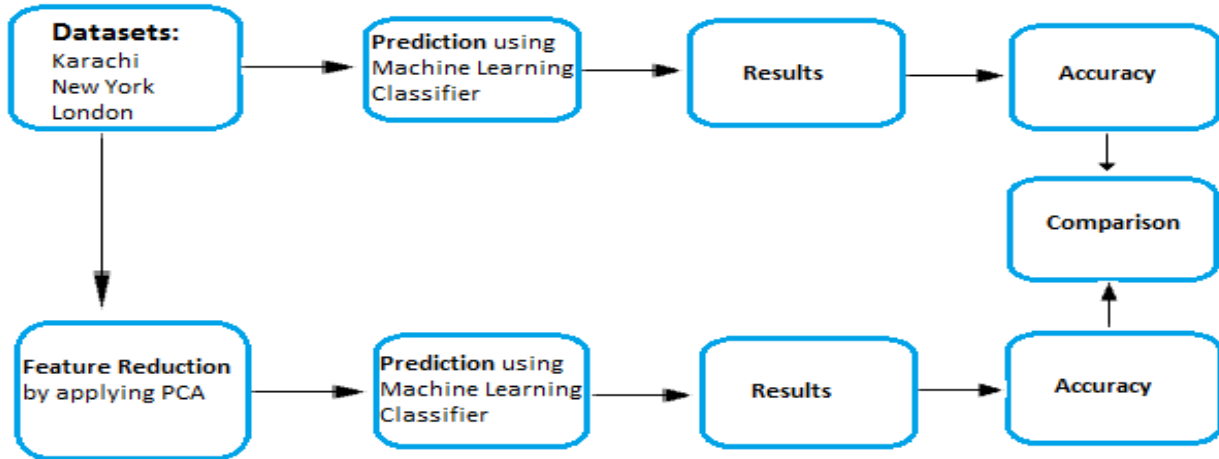 Datasets:
Karachi
New York
London
Prediction using
Machine Learning
Classifier
Results
Accuracy
Comparison
Feature Reduction
by applying PCA
Prediction using
Machine Learning
Classifier
Results
Accuracy